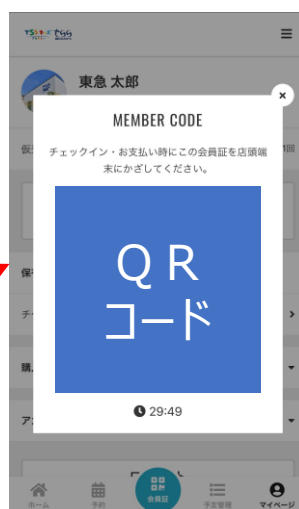 東急 太郎
×
MEMBER CODE
チェックイン・お支払い時にこの会員証を店頭端
末にかざしてください。
QR
コード
29:49
ホーム
予約
会員証
予定管理
マイページ